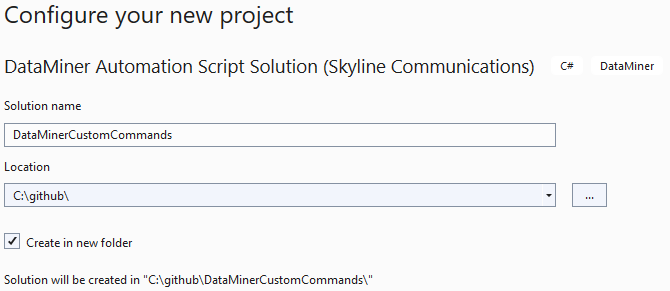 Configure your new project
DataMiner Automation Script Solution (Skyline Communications) C# DataMiner
Solution name
DataMinerCustomCommands
Location
C:\github\ ...
Create in new folder
Solution will be created in "C:\github\DataMinerCustomCommands\"